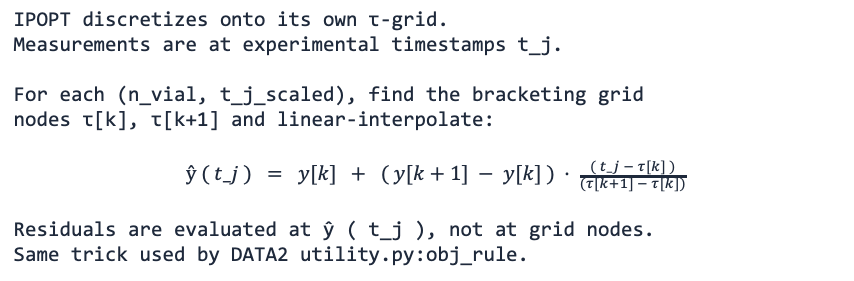 IPOPT discretizes onto its own τ-grid.
Measurements are at experimental timestamps t_j.
For each (n_vial, t_j_scaled), find the bracketing grid
nodes τ[k], τ[k+1] and linear-interpolate:
ŷ(t_j) = y[k] + (y[k+1] − y[k]) · (t_j − τ[k]) / (τ[k+1] − τ[k])
Residuals are evaluated at ŷ ( t_j ), not at grid nodes.
Same trick used by DATA2 utility.py:obj_rule.